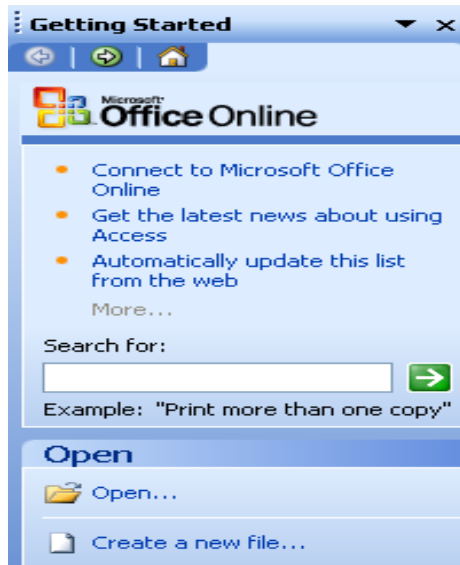 Getting Started
Microsoft
Office Online
Connect to Microsoft Office
Online
Get the latest news about using
Access
Automatically update this list
from the web
More...
Search for:
Example: "Print more than one copy"
Open
Open...
Create a new file...